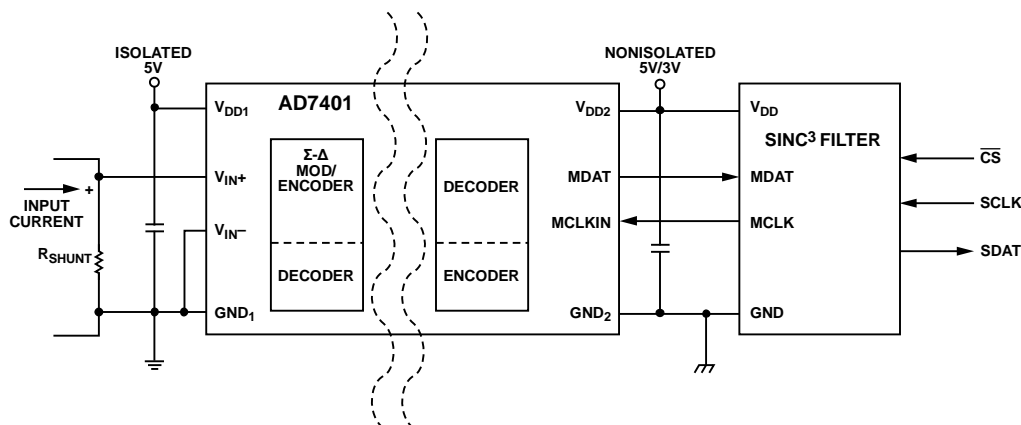 ISOLATED
5V
NONISOLATED
5V/3V
AD7401
VDD1
VDD2
VDD
SINC³ FILTER
Σ-Δ
MOD/
ENCODER
DECODER
CS
VIN+
MDAT
MDAT
+
INPUT
CURRENT
SCLK
VIN–
MCLKIN
MCLK
RSHUNT
DECODER
ENCODER
SDAT
GND1
GND2
GND